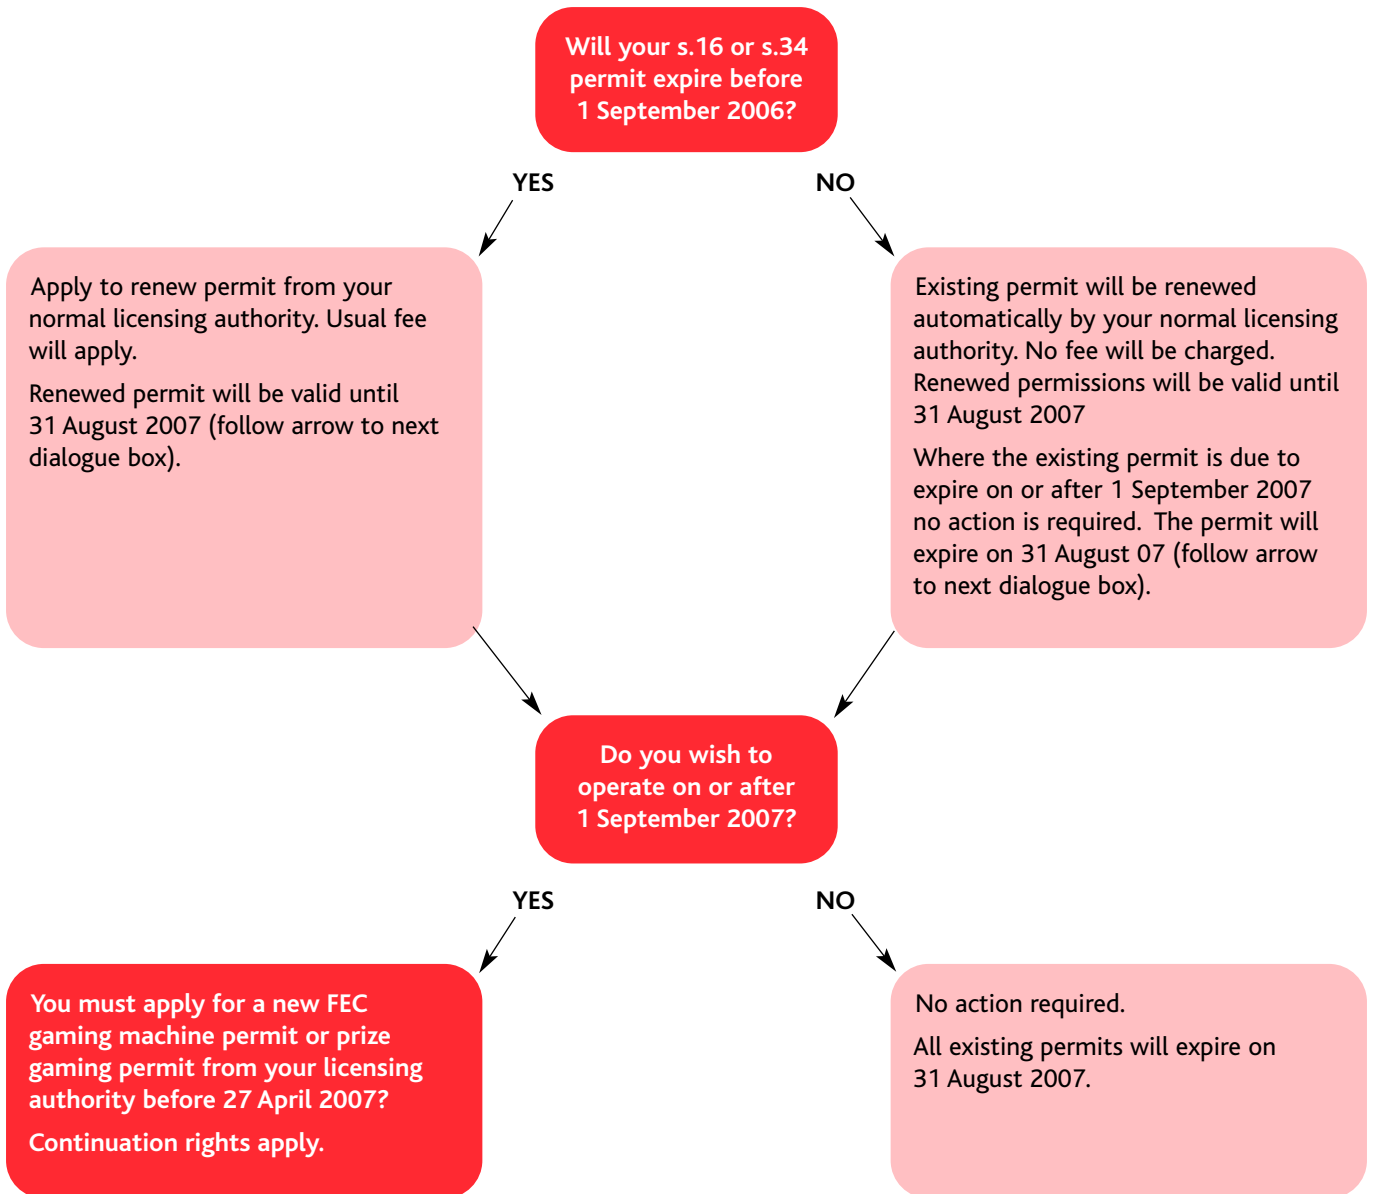 Will your s.16 or s.34
permit expire before
1 September 2006?
YES
NO
Apply to renew permit from your
normal licensing authority. Usual fee
will apply.
Renewed permit will be valid until
31 August 2007 (follow arrow to next
dialogue box).
Existing permit will be renewed
automatically by your normal licensing
authority. No fee will be charged.
Renewed permissions will be valid until
31 August 2007
Where the existing permit is due to
expire on or after 1 September 2007
no action is required. The permit will
expire on 31 August 07 (follow arrow
to next dialogue box).
Do you wish to
operate on or after
1 September 2007?
YES
NO
You must apply for a new FEC
gaming machine permit or prize
gaming permit from your licensing
authority before 27 April 2007?
Continuation rights apply.
No action required.
All existing permits will expire on
31 August 2007.